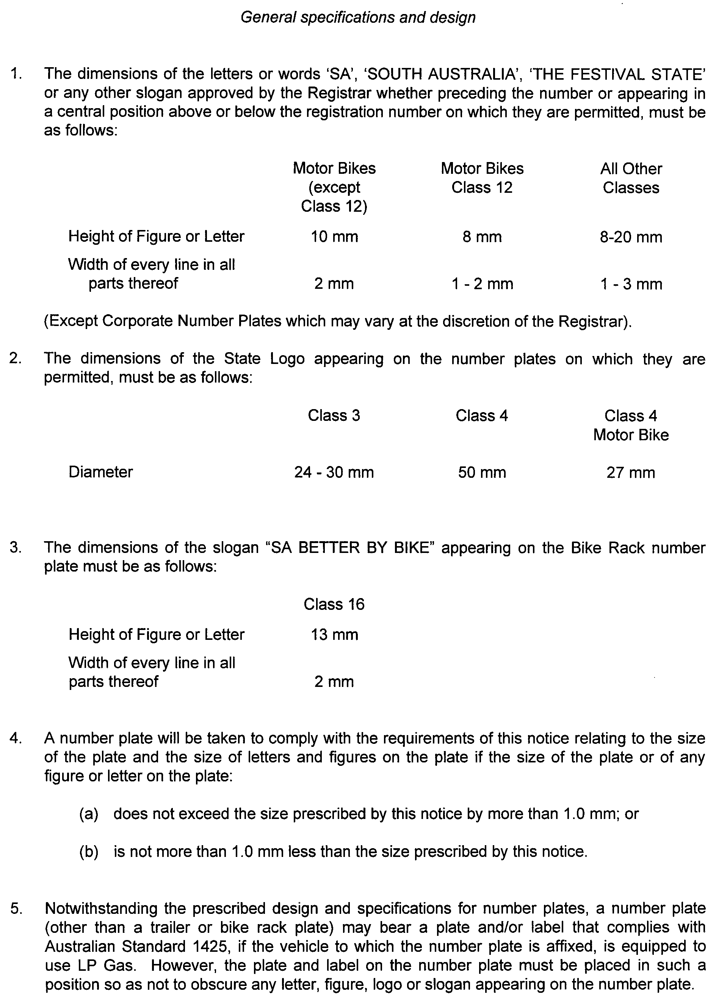 General specifications and design
1. The dimensions of the letters or words ‘SA’, ‘SOUTH AUSTRALIA’, ‘THE FESTIVAL STATE’
or any other slogan approved by the Registrar whether preceding the number or appearing in
a central position above or below the registration number on which they are permitted, must be
as follows:
Motor Bikes Motor Bikes All Other
(except Class 12 Classes
Class 12)
Height of Figure or Letter 10 mm 8 mm 8-20 mm
Width of every line in all
parts thereof 2 mm 1 - 2 mm 1 - 3 mm
(Except Corporate Number Plates which may vary at the discretion of the Registrar).
2. The dimensions of the State Logo appearing on the number plates on which they are
permitted, must be as follows:
Class 3 Class 4 Class 4
Motor Bike
Diameter 24 - 30 mm 50 mm 27 mm
3. The dimensions of the slogan “SA BETTER BY BIKE” appearing on the Bike Rack number
plate must be as follows:
Class 16
Height of Figure or Letter 13 mm
Width of every line in all
parts thereof 2 mm
4. A number plate will be taken to comply with the requirements of this notice relating to the size
of the plate and the size of letters and figures on the plate if the size of the plate or of any
figure or letter on the plate:
(a) does not exceed the size prescribed by this notice by more than 1.0 mm; or
(b) is not more than 1.0 mm less than the size prescribed by this notice.
5. Notwithstanding the prescribed design and specifications for number plates, a number plate
(other than a trailer or bike rack plate) may bear a plate and/or label that complies with
Australian Standard 1425, if the vehicle to which the number plate is affixed, is equipped to
use LP Gas. However, the plate and label on the number plate must be placed in such a
position so as not to obscure any letter, figure, logo or slogan appearing on the number plate.